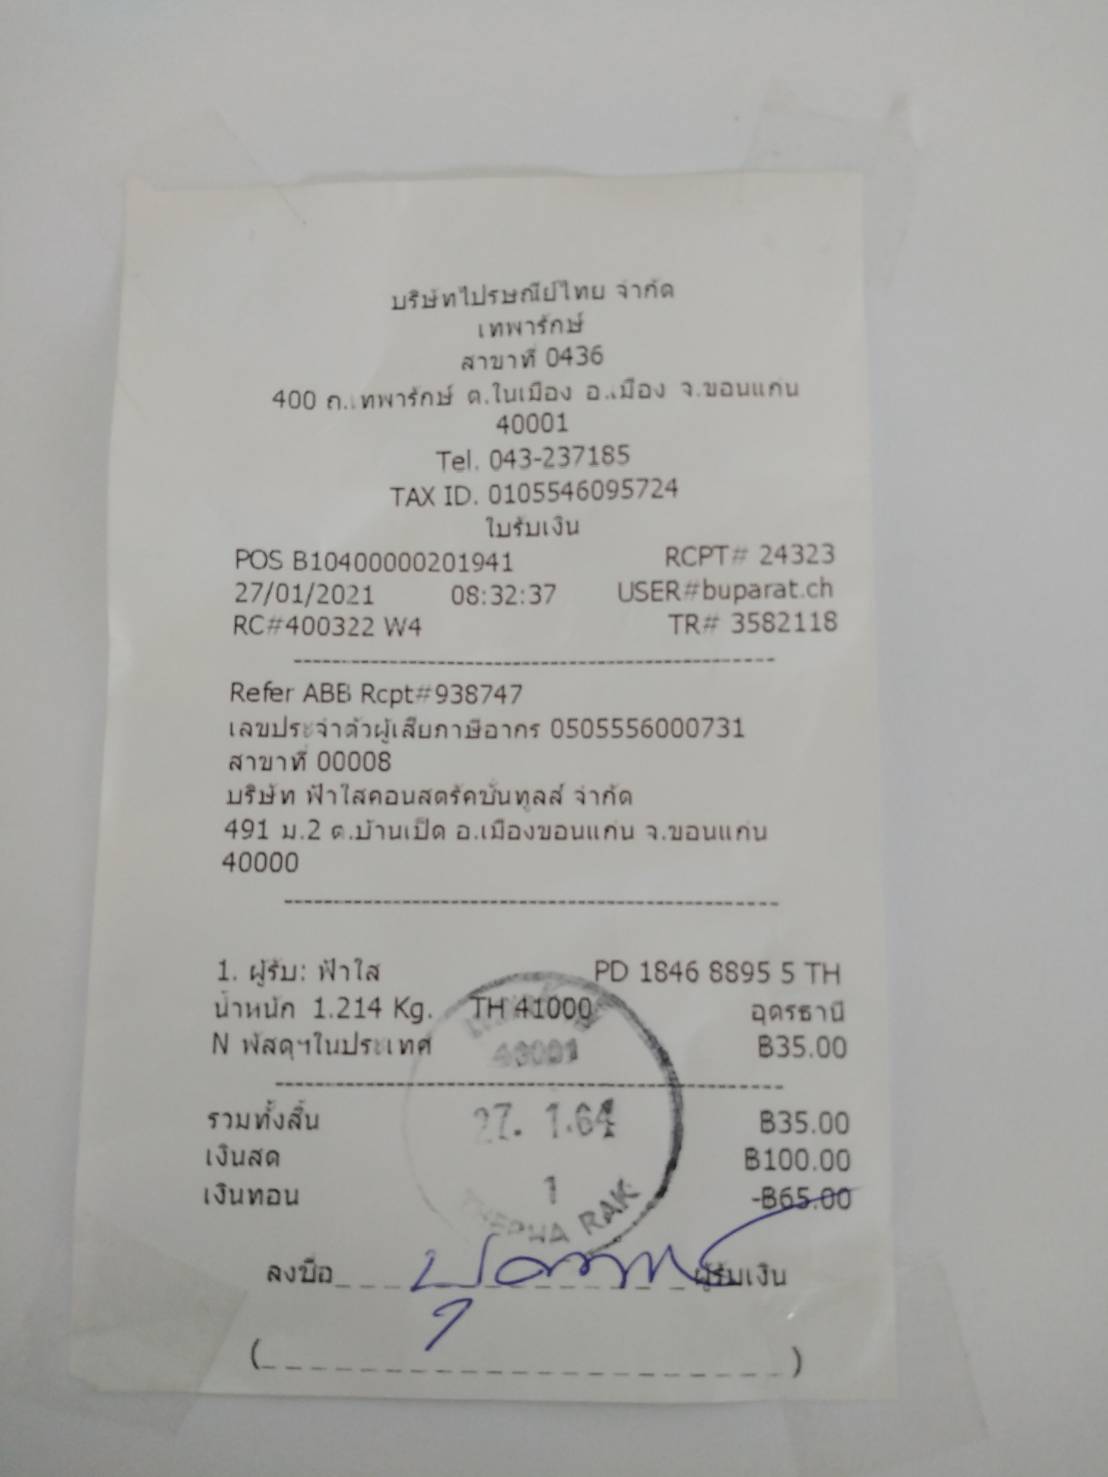 บริษัทไปรษณีย์ไทย จำกัด
เทพารักษ์
สาขาที่ 0436
400 ถ.เทพารักษ์ ต.ในเมือง อ.เมือง จ.ขอนแก่น
40001
Tel. 043-237185
TAX ID. 0105546095724
ใบรับเงิน
POS B10400000201941 RCPT# 24323
27/01/2021 08:32:37 USER#buparat.ch
RC#400322 W4 TR# 3582118
Refer ABB Rcpt#938747
เลขประจำตัวผู้เสียภาษีอากร 0505556000731
สาขาที่ 00008
บริษัท ฟ้าใสคอนสตรัคชั่นทูลส์ จำกัด
491 ม.2 ต.บ้านเป็ด อ.เมืองขอนแก่น จ.ขอนแก่น
40000
1. ผู้รับ: ฟ้าใส PD 1846 8895 5 TH
น้ำหนัก 1.214 Kg. TH 41000 อุดรธานี
N พัสดุฯในประเทศ ฿35.00
40001
รวมทั้งสิ้น ฿35.00
27. 1.64
เงินสด ฿100.00
เงินทอน -฿65.00
1
THEPHA RAK
ลงชื่อ ผู้รับเงิน
( )